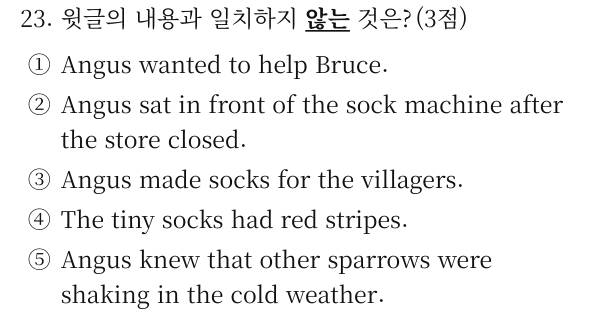 23. 윗글의 내용과 일치하지 않는 것은?(3점)
① Angus wanted to help Bruce.
② Angus sat in front of the sock machine after
the store closed.
③ Angus made socks for the villagers.
④ The tiny socks had red stripes.
⑤ Angus knew that other sparrows were
shaking in the cold weather.